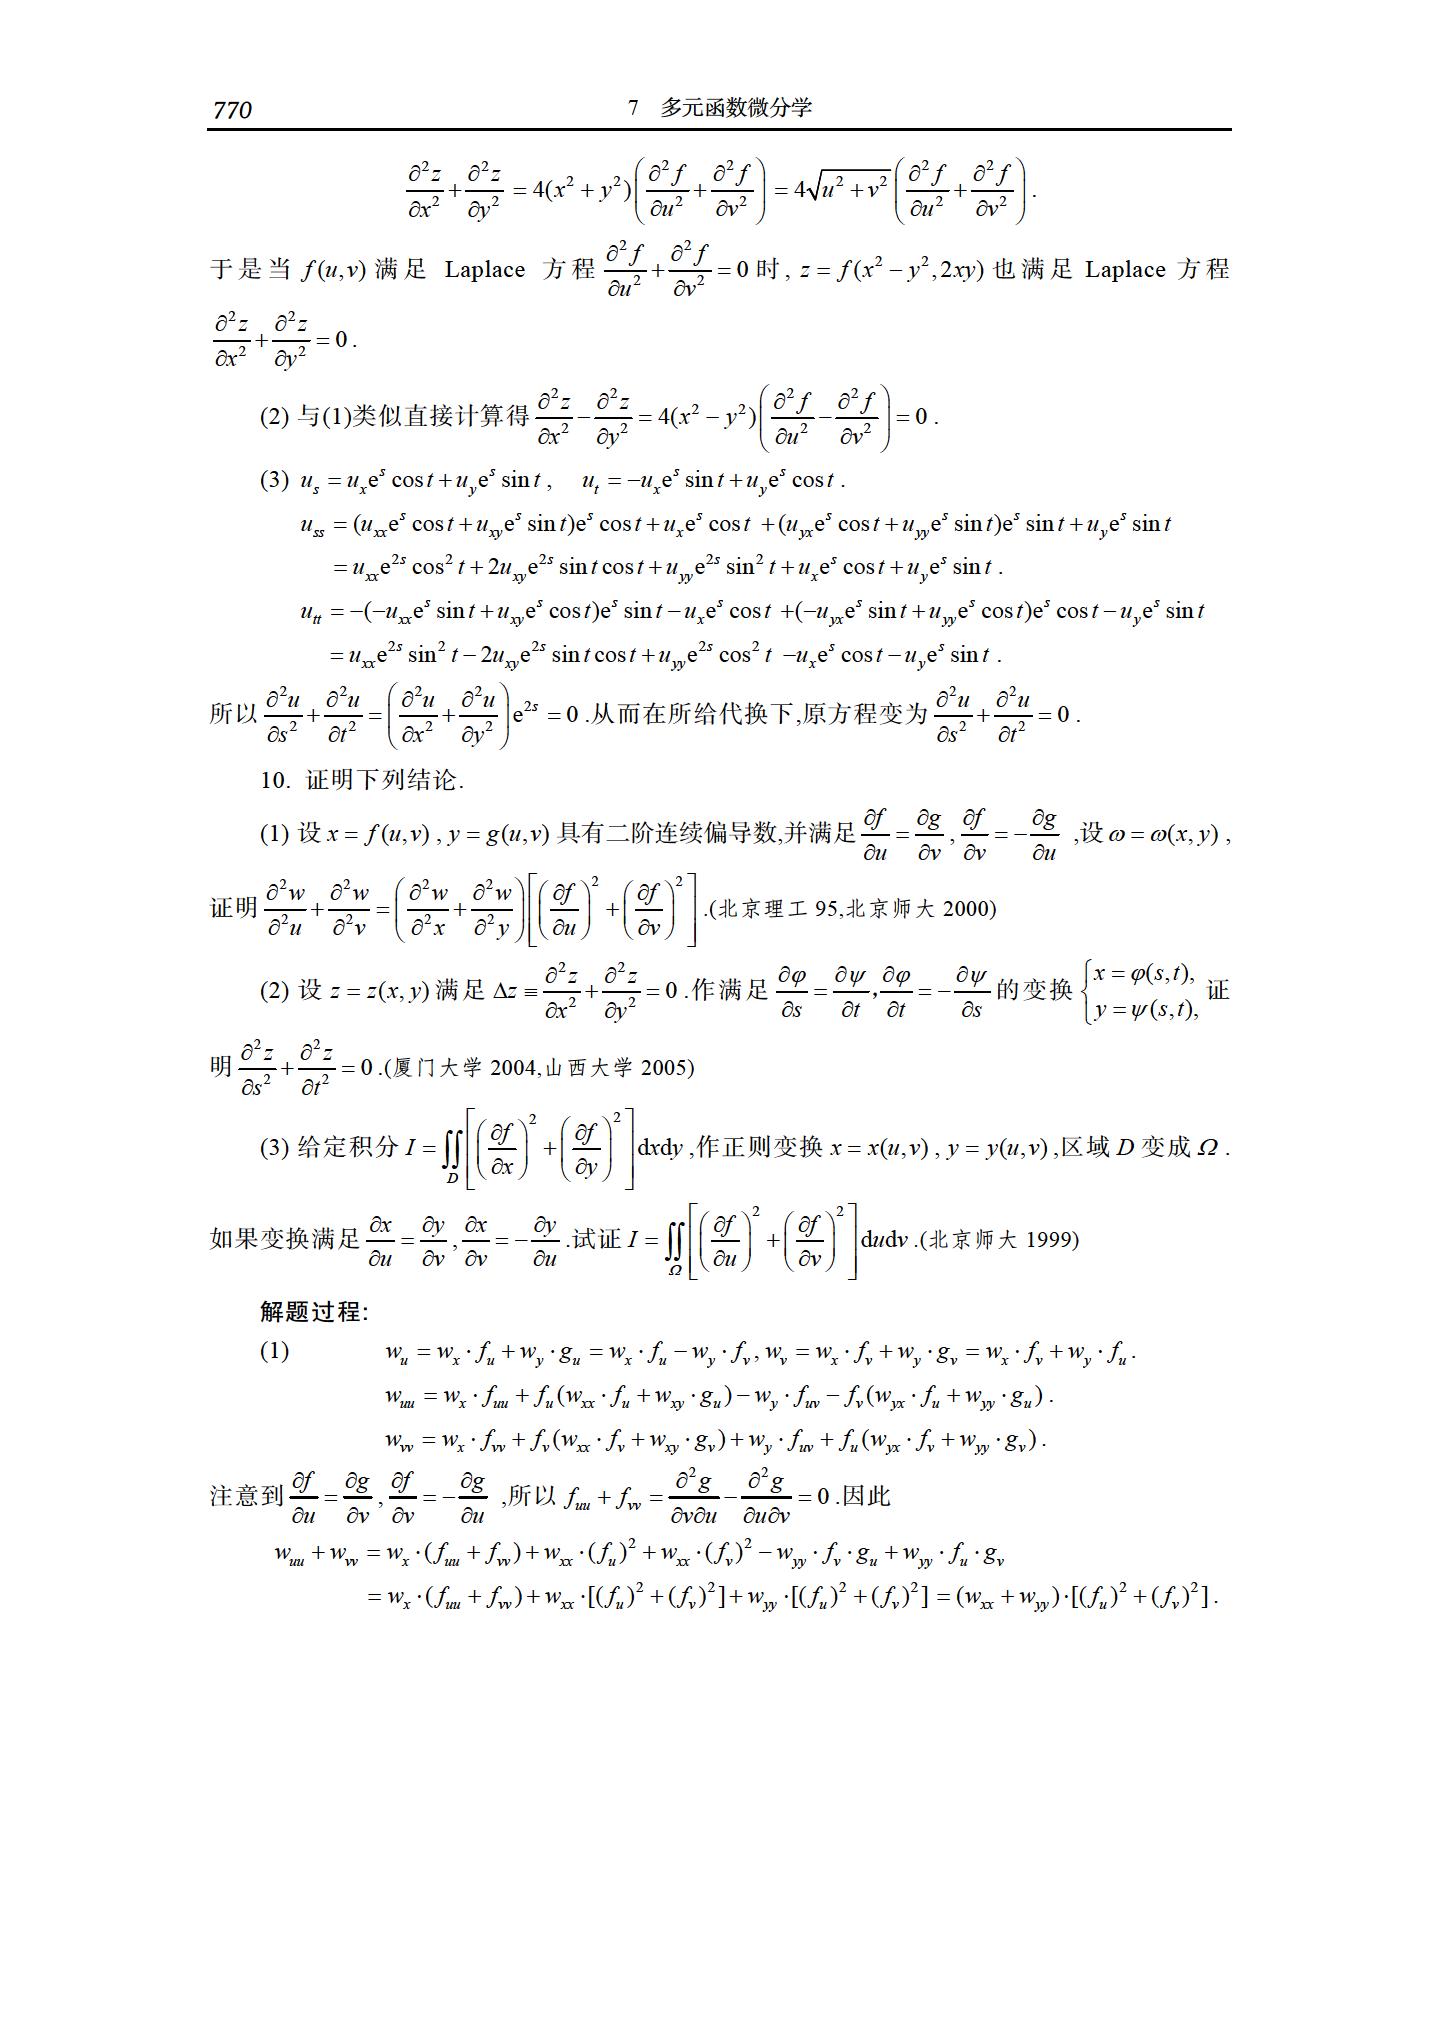 770 7 多元函数微分学
$\frac{\partial^2 z}{\partial x^2}+\frac{\partial^2 z}{\partial y^2}=4(x^2+y^2)\left(\frac{\partial^2 f}{\partial u^2}+\frac{\partial^2 f}{\partial v^2}\right)=4\sqrt{u^2+v^2}\left(\frac{\partial^2 f}{\partial u^2}+\frac{\partial^2 f}{\partial v^2}\right).$
于是当 $f(u,v)$ 满足 Laplace 方程 $\frac{\partial^2 f}{\partial u^2}+\frac{\partial^2 f}{\partial v^2}=0$ 时, $z=f(x^2-y^2,2xy)$ 也满足 Laplace 方程
$\frac{\partial^2 z}{\partial x^2}+\frac{\partial^2 z}{\partial y^2}=0$.
(2) 与(1)类似直接计算得 $\frac{\partial^2 z}{\partial x^2}-\frac{\partial^2 z}{\partial y^2}=4(x^2-y^2)\left(\frac{\partial^2 f}{\partial u^2}-\frac{\partial^2 f}{\partial v^2}\right)=0$.
(3) $u_s=u_x e^s\cos t+u_y e^s\sin t$, $u_t=-u_x e^s\sin t+u_y e^s\cos t$.
$u_{ss}=(u_{xx}e^s\cos t+u_{xy}e^s\sin t)e^s\cos t+u_x e^s\cos t+(u_{yx}e^s\cos t+u_{yy}e^s\sin t)e^s\sin t+u_y e^s\sin t$
$=u_{xx}e^{2s}\cos^2 t+2u_{xy}e^{2s}\sin t\cos t+u_{yy}e^{2s}\sin^2 t+u_x e^s\cos t+u_y e^s\sin t$.
$u_{tt}=-(-u_{xx}e^s\sin t+u_{xy}e^s\cos t)e^s\sin t-u_x e^s\cos t+(-u_{yx}e^s\sin t+u_{yy}e^s\cos t)e^s\cos t-u_y e^s\sin t$
$=u_{xx}e^{2s}\sin^2 t-2u_{xy}e^{2s}\sin t\cos t+u_{yy}e^{2s}\cos^2 t-u_x e^s\cos t-u_y e^s\sin t$.
所以 $\frac{\partial^2 u}{\partial s^2}+\frac{\partial^2 u}{\partial t^2}=\left(\frac{\partial^2 u}{\partial x^2}+\frac{\partial^2 u}{\partial y^2}\right)e^{2s}=0$.从而在所给代换下,原方程变为 $\frac{\partial^2 u}{\partial s^2}+\frac{\partial^2 u}{\partial t^2}=0$.
10. 证明下列结论.
(1) 设 $x=f(u,v)$, $y=g(u,v)$ 具有二阶连续偏导数,并满足 $\frac{\partial f}{\partial u}=\frac{\partial g}{\partial v},\frac{\partial f}{\partial v}=-\frac{\partial g}{\partial u}$ ,设 $\omega=\omega(x,y)$,
证明 $\frac{\partial^2 w}{\partial^2 u}+\frac{\partial^2 w}{\partial^2 v}=\left(\frac{\partial^2 w}{\partial^2 x}+\frac{\partial^2 w}{\partial^2 y}\right)\left[\left(\frac{\partial f}{\partial u}\right)^2+\left(\frac{\partial f}{\partial v}\right)^2\right]$.(北京理工 95,北京师大 2000)
(2) 设 $z=z(x,y)$ 满足 $\Delta z\equiv\frac{\partial^2 z}{\partial x^2}+\frac{\partial^2 z}{\partial y^2}=0$.作满足 $\frac{\partial\varphi}{\partial s}=\frac{\partial\psi}{\partial t},\frac{\partial\varphi}{\partial t}=-\frac{\partial\psi}{\partial s}$ 的变换 $\begin{cases}x=\varphi(s,t),\\y=\psi(s,t),\end{cases}$ 证
明 $\frac{\partial^2 z}{\partial s^2}+\frac{\partial^2 z}{\partial t^2}=0$.(厦门大学 2004,山西大学 2005)
(3) 给定积分 $I=\iint_D\left[\left(\frac{\partial f}{\partial x}\right)^2+\left(\frac{\partial f}{\partial y}\right)^2\right]dxdy$ ,作正则变换 $x=x(u,v)$, $y=y(u,v)$,区域 $D$ 变成 $\Omega$.
如果变换满足 $\frac{\partial x}{\partial u}=\frac{\partial y}{\partial v},\frac{\partial x}{\partial v}=-\frac{\partial y}{\partial u}$.试证 $I=\iint_\Omega\left[\left(\frac{\partial f}{\partial u}\right)^2+\left(\frac{\partial f}{\partial v}\right)^2\right]dudv$.(北京师大 1999)
解题过程:
(1) $w_u=w_x\cdot f_u+w_y\cdot g_u=w_x\cdot f_u-w_y\cdot f_v, w_v=w_x\cdot f_v+w_y\cdot g_v=w_x\cdot f_v+w_y\cdot f_u$.
$w_{uu}=w_x\cdot f_{uu}+f_u(w_{xx}\cdot f_u+w_{xy}\cdot g_u)-w_y\cdot f_{uv}-f_v(w_{yx}\cdot f_u+w_{yy}\cdot g_u)$.
$w_{vv}=w_x\cdot f_{vv}+f_v(w_{xx}\cdot f_v+w_{xy}\cdot g_v)+w_y\cdot f_{uv}+f_u(w_{yx}\cdot f_v+w_{yy}\cdot g_v)$.
注意到 $\frac{\partial f}{\partial u}=\frac{\partial g}{\partial v},\frac{\partial f}{\partial v}=-\frac{\partial g}{\partial u}$ ,所以 $f_{uu}+f_{vv}=\frac{\partial^2 g}{\partial v\partial u}-\frac{\partial^2 g}{\partial u\partial v}=0$.因此
$w_{uu}+w_{vv}=w_x\cdot(f_{uu}+f_{vv})+w_{xx}\cdot(f_u)^2+w_{xx}\cdot(f_v)^2-w_{yy}\cdot f_v\cdot g_u+w_{yy}\cdot f_u\cdot g_v$
$=w_x\cdot(f_{uu}+f_{vv})+w_{xx}\cdot[(f_u)^2+(f_v)^2]+w_{yy}\cdot[(f_u)^2+(f_v)^2]=(w_{xx}+w_{yy})\cdot[(f_u)^2+(f_v)^2]$.